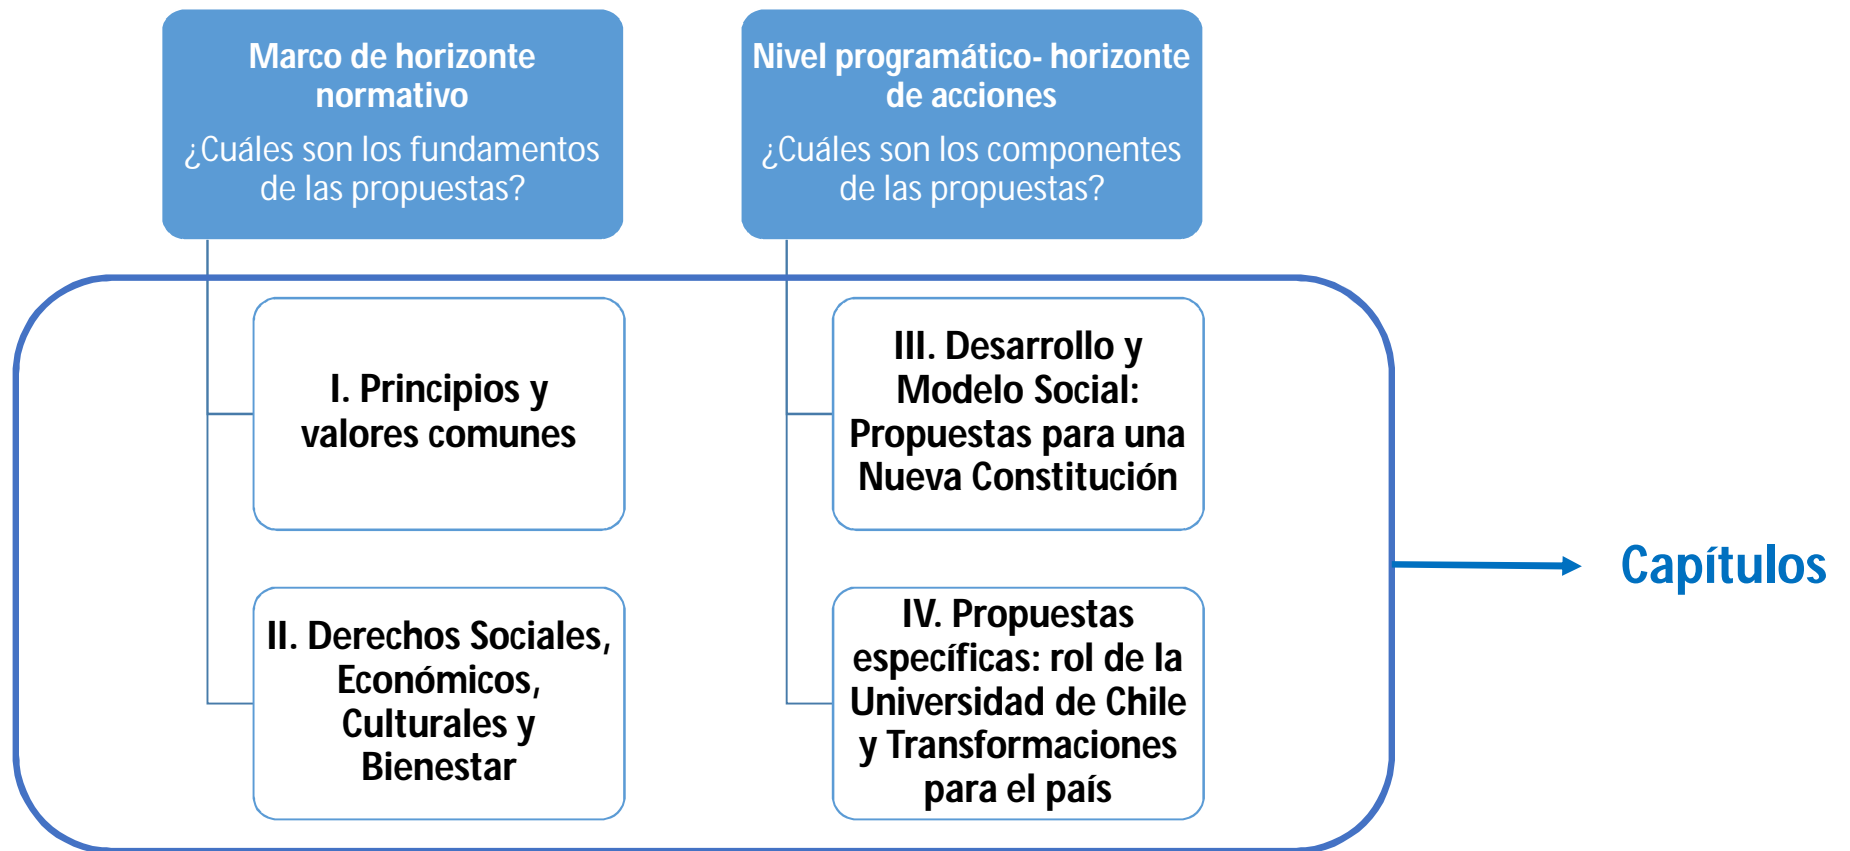 Marco de horizonte
normativo
¿Cuáles son los fundamentos
de las propuestas?
Nivel programático- horizonte
de acciones
¿Cuáles son los componentes
de las propuestas?
I. Principios y
valores comunes
II. Derechos Sociales,
Económicos,
Culturales y
Bienestar
III. Desarrollo y
Modelo Social:
Propuestas para una
Nueva Constitución
IV. Propuestas
específicas: rol de la
Universidad de Chile
y Transformaciones
para el país
Capítulos